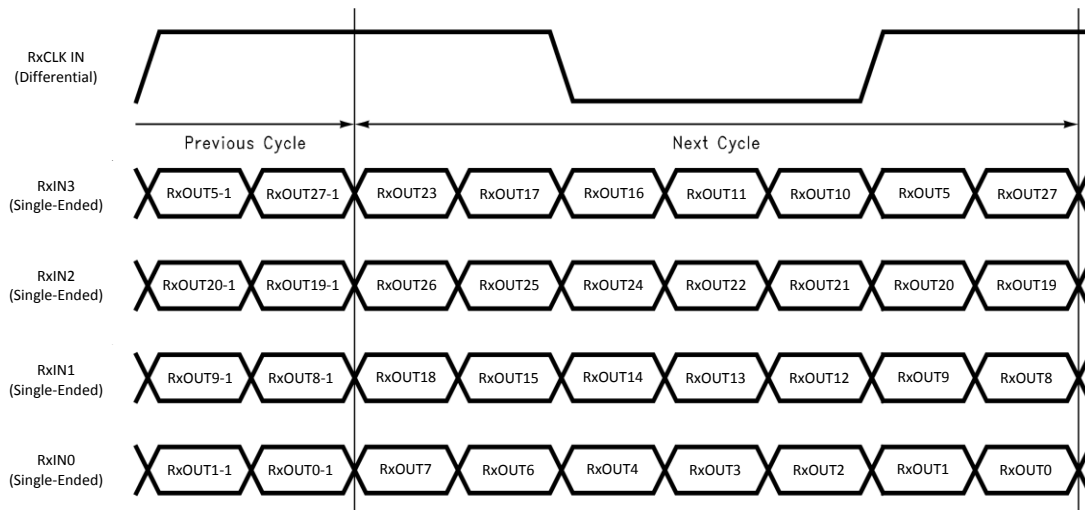 RxCLK IN
(Differential)
Previous Cycle
Next Cycle
RxIN3
(Single-Ended)
RxOUT5-1 RxOUT27-1 RxOUT23 RxOUT17 RxOUT16 RxOUT11 RxOUT10 RxOUT5 RxOUT27
RxIN2
(Single-Ended)
RxOUT20-1 RxOUT19-1 RxOUT26 RxOUT25 RxOUT24 RxOUT22 RxOUT21 RxOUT20 RxOUT19
RxIN1
(Single-Ended)
RxOUT9-1 RxOUT8-1 RxOUT18 RxOUT15 RxOUT14 RxOUT13 RxOUT12 RxOUT9 RxOUT8
RxIN0
(Single-Ended)
RxOUT1-1 RxOUT0-1 RxOUT7 RxOUT6 RxOUT4 RxOUT3 RxOUT2 RxOUT1 RxOUT0